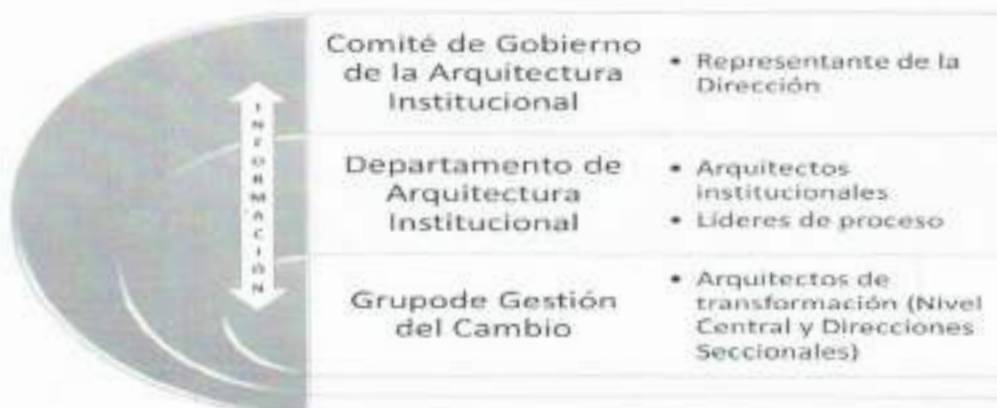 Comité de Gobierno
de la Arquitectura
Institucional
• Representante de la
Dirección
INFORMACIÓN
Departamento de
Arquitectura
Institucional
• Arquitectos
institucionales
• Líderes de proceso
Grupode Gestión
del Cambio
• Arquitectos de
transformación (Nivel
Central y Direcciones
Seccionales)